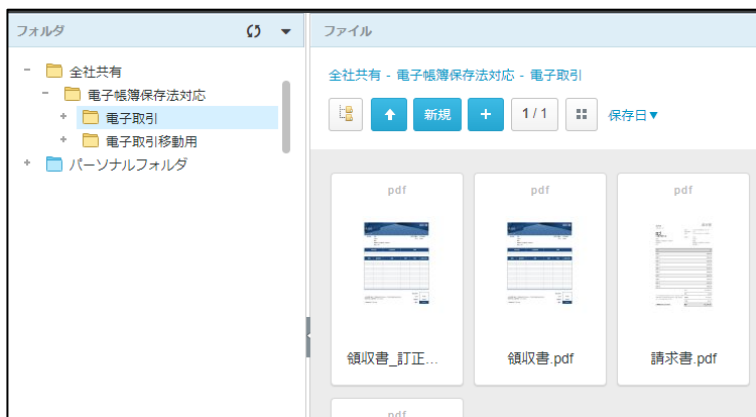 フォルダ
全社共有
電子帳簿保存法対応
電子取引
電子取引移動用
パーソナルフォルダ
ファイル
全社共有 - 電子帳簿保存法対応 - 電子取引
新規 + 1 / 1 保存日▼
pdf pdf pdf
領収書_訂正... 領収書.pdf 請求書.pdf
pdf